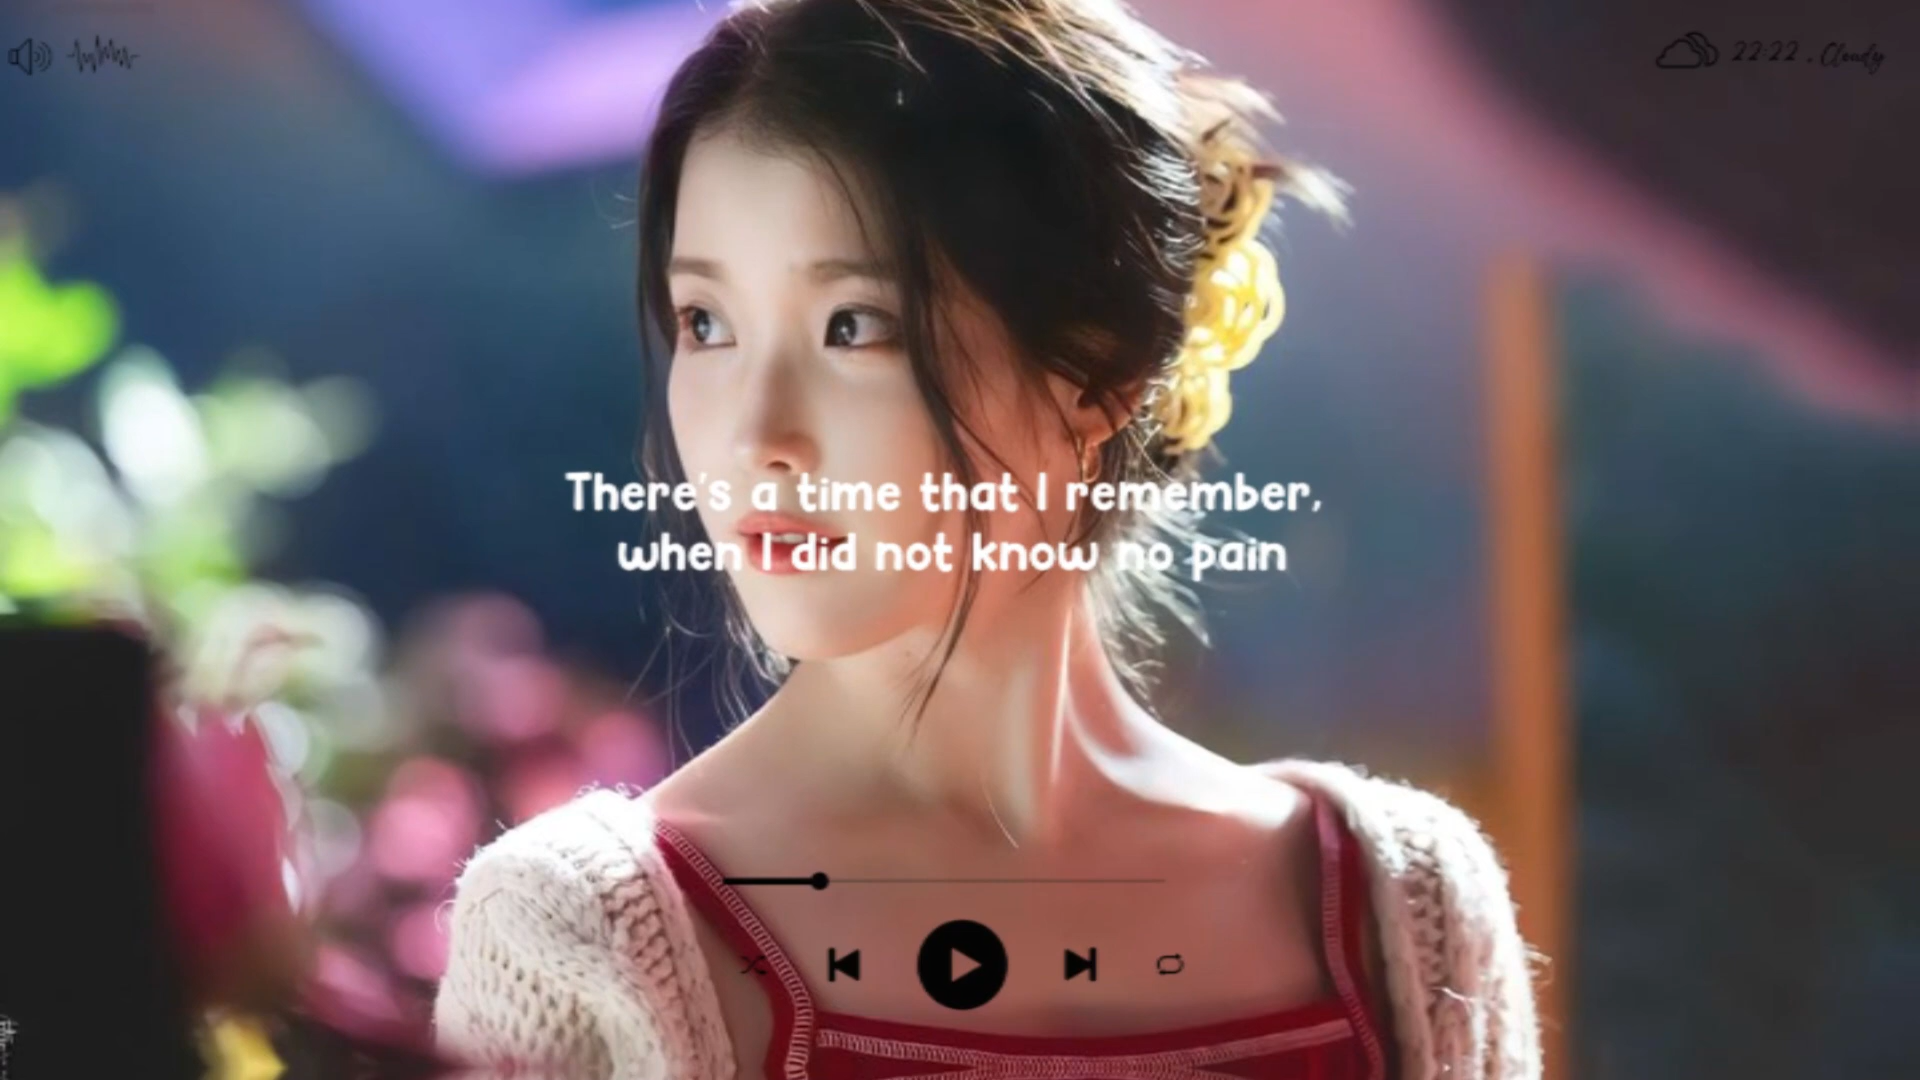 22:22 . Cloudy
There's a time that I remember,
when I did not know no pain